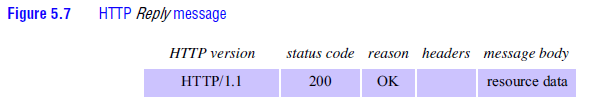 Figure 5.7 HTTP Reply message
HTTP version status code reason headers message body
HTTP/1.1 200 OK resource data